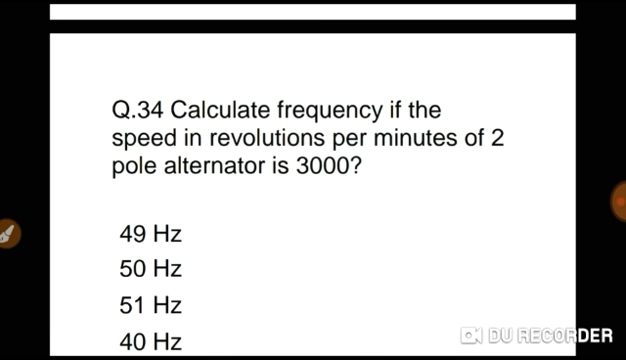 Q.34 Calculate frequency if the
speed in revolutions per minutes of 2
pole alternator is 3000?
49 Hz
50 Hz
51 Hz
40 Hz
DU RECORDER